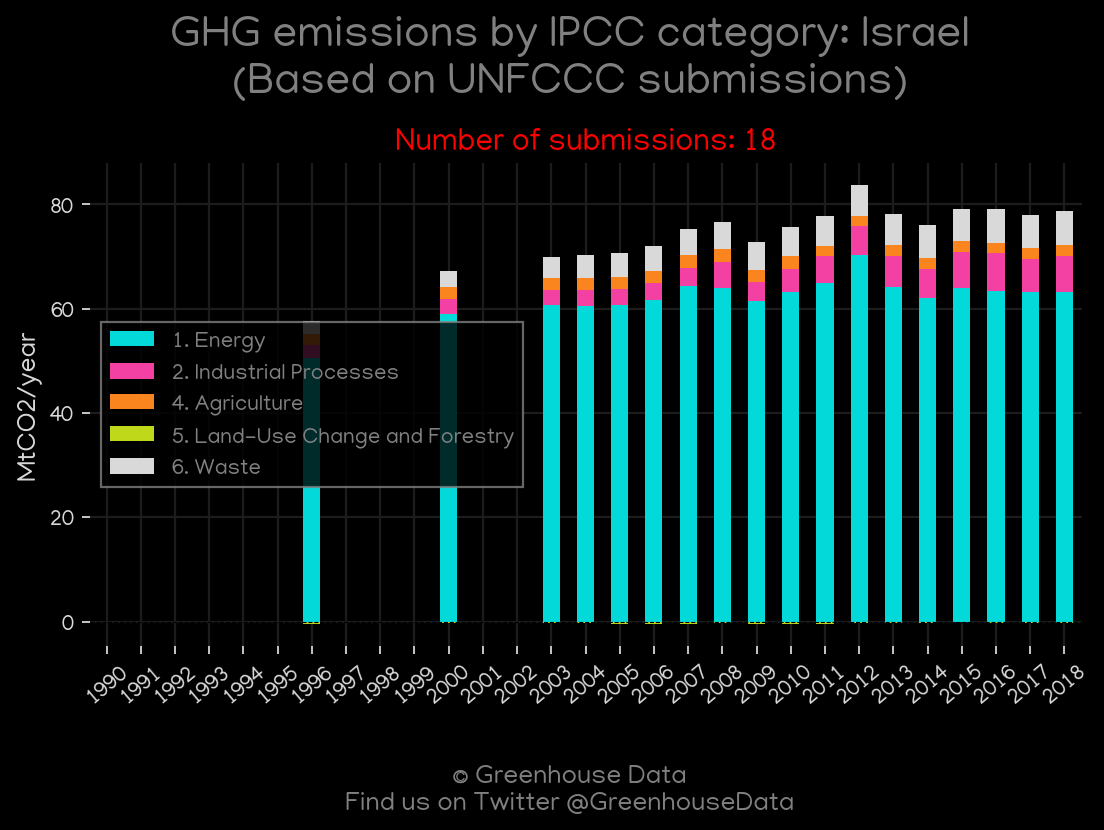 GHG emissions by IPCC category: Israel
(Based on UNFCCC submissions)
Number of submissions: 18
80
60
40
20
0
MtCO2/year
1. Energy
2. Industrial Processes
4. Agriculture
5. Land-Use Change and Forestry
6. Waste
1990 1991 1992 1993 1994 1995 1996 1997 1998 1999 2000 2001 2002 2003 2004 2005 2006 2007 2008 2009 2010 2011 2012 2013 2014 2015 2016 2017 2018
© Greenhouse Data
Find us on Twitter @GreenhouseData